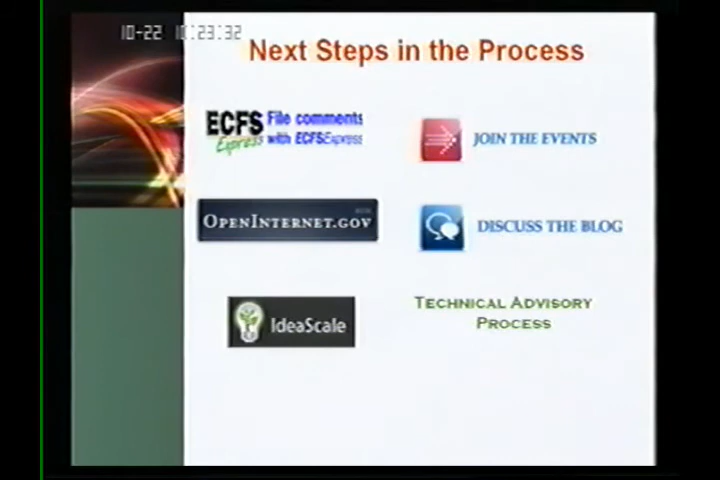 10-22 10:23:32
Next Steps in the Process
ECFS File comments
Express with ECFSExpress
JOIN THE EVENTS
OPENINTERNET.GOV
DISCUSS THE BLOG
IdeaScale
TECHNICAL ADVISORY
PROCESS